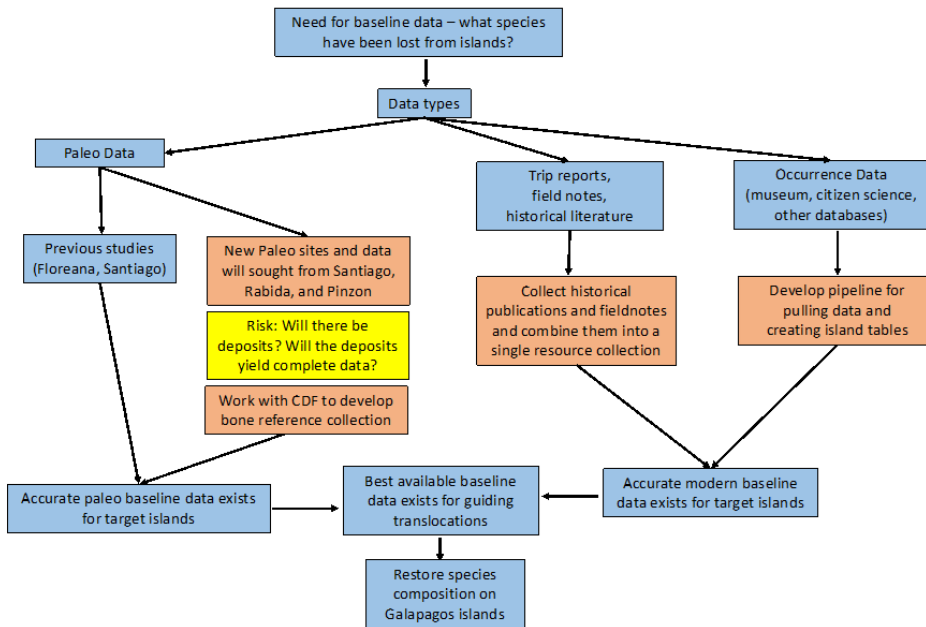 Need for baseline data – what species
have been lost from islands?
Data types
Paleo Data
Trip reports,
field notes,
historical literature
Occurrence Data
(museum, citizen science,
other databases)
Previous studies
(Floreana, Santiago)
New Paleo sites and data
will sought from Santiago,
Rabida, and Pinzon
Risk: Will there be
deposits? Will the deposits
yield complete data?
Work with CDF to develop
bone reference collection
Collect historical
publications and fieldnotes
and combine them into a
single resource collection
Develop pipeline for
pulling data and
creating island tables
Accurate paleo baseline data exists
for target islands
Best available baseline
data exists for guiding
translocations
Accurate modern baseline
data exists for target islands
Restore species
composition on
Galapagos islands